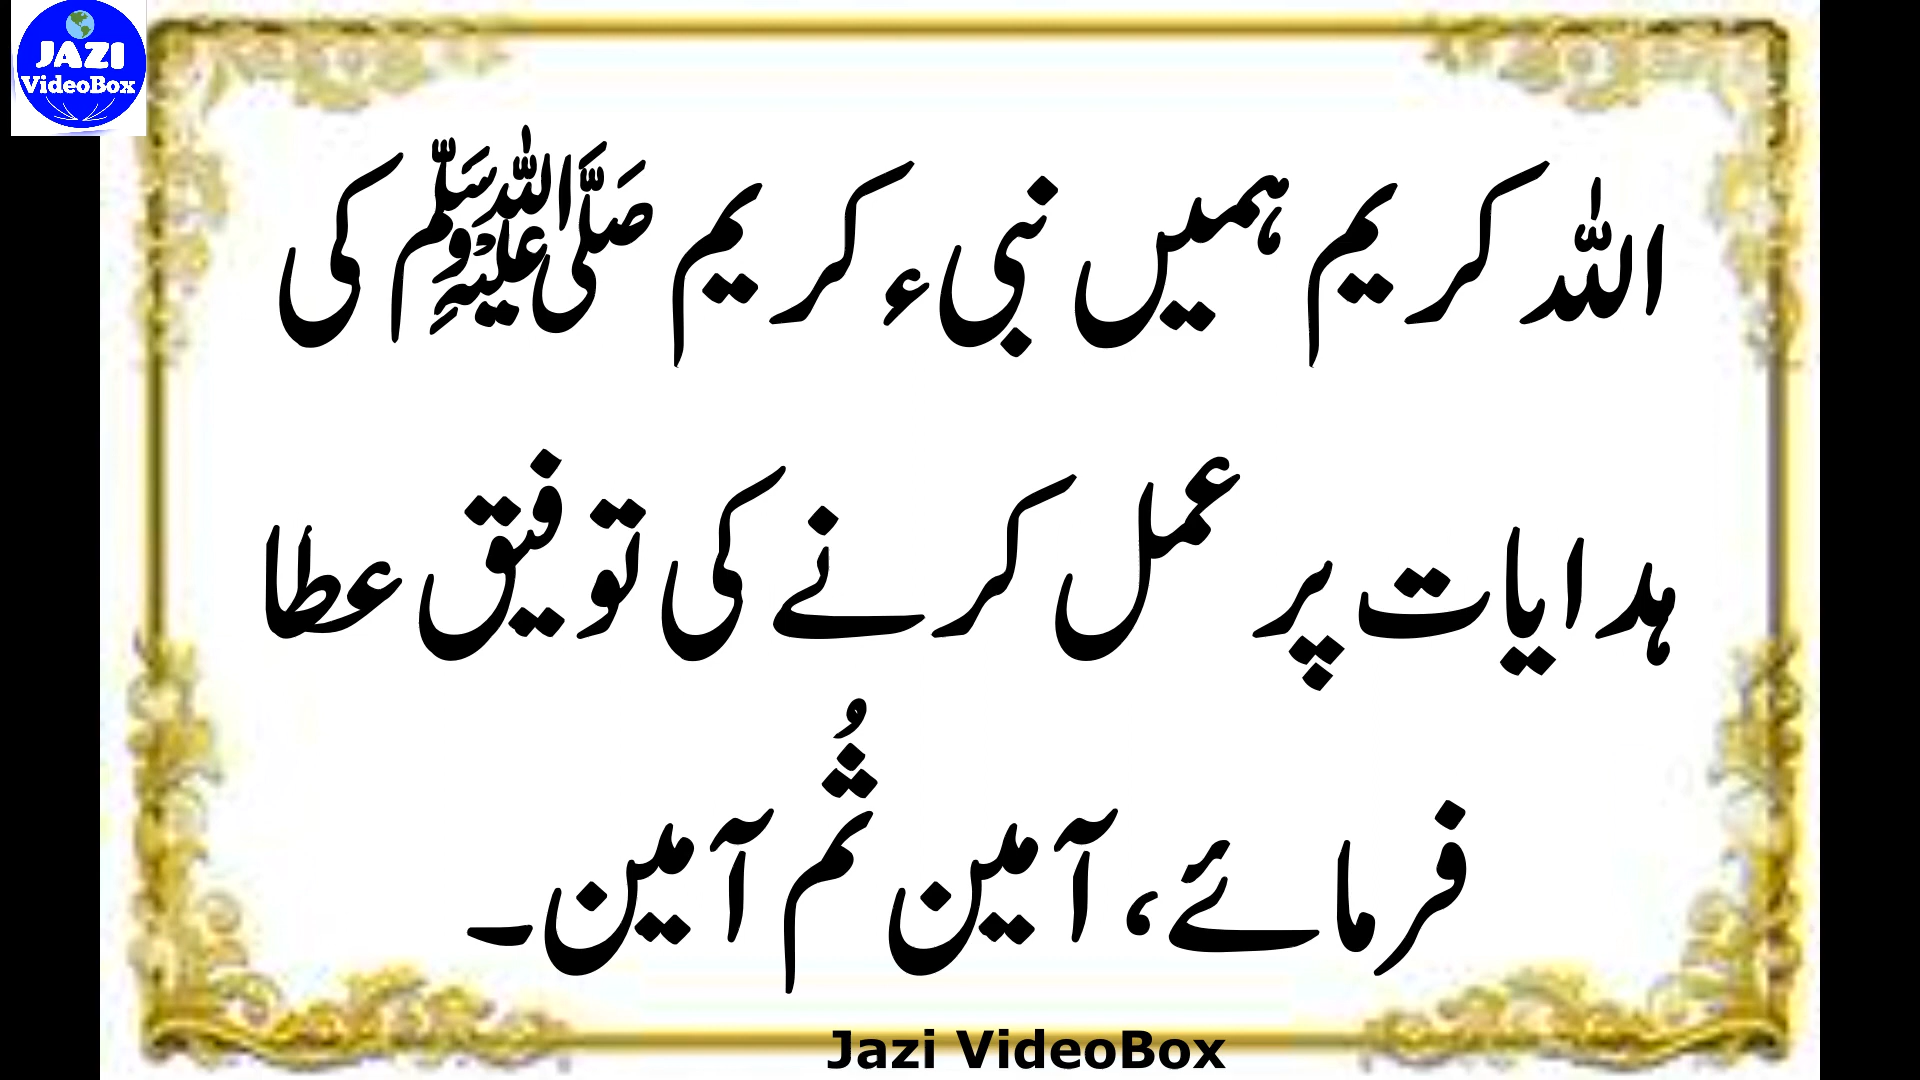 JAZI
VideoBox
اللہ کریم ہمیں نبیء کریم ﷺ کی
ہدایات پر عمل کرنے کی توفیق عطا
فرمائے، آمین ثُم آمین۔
Jazi VideoBox